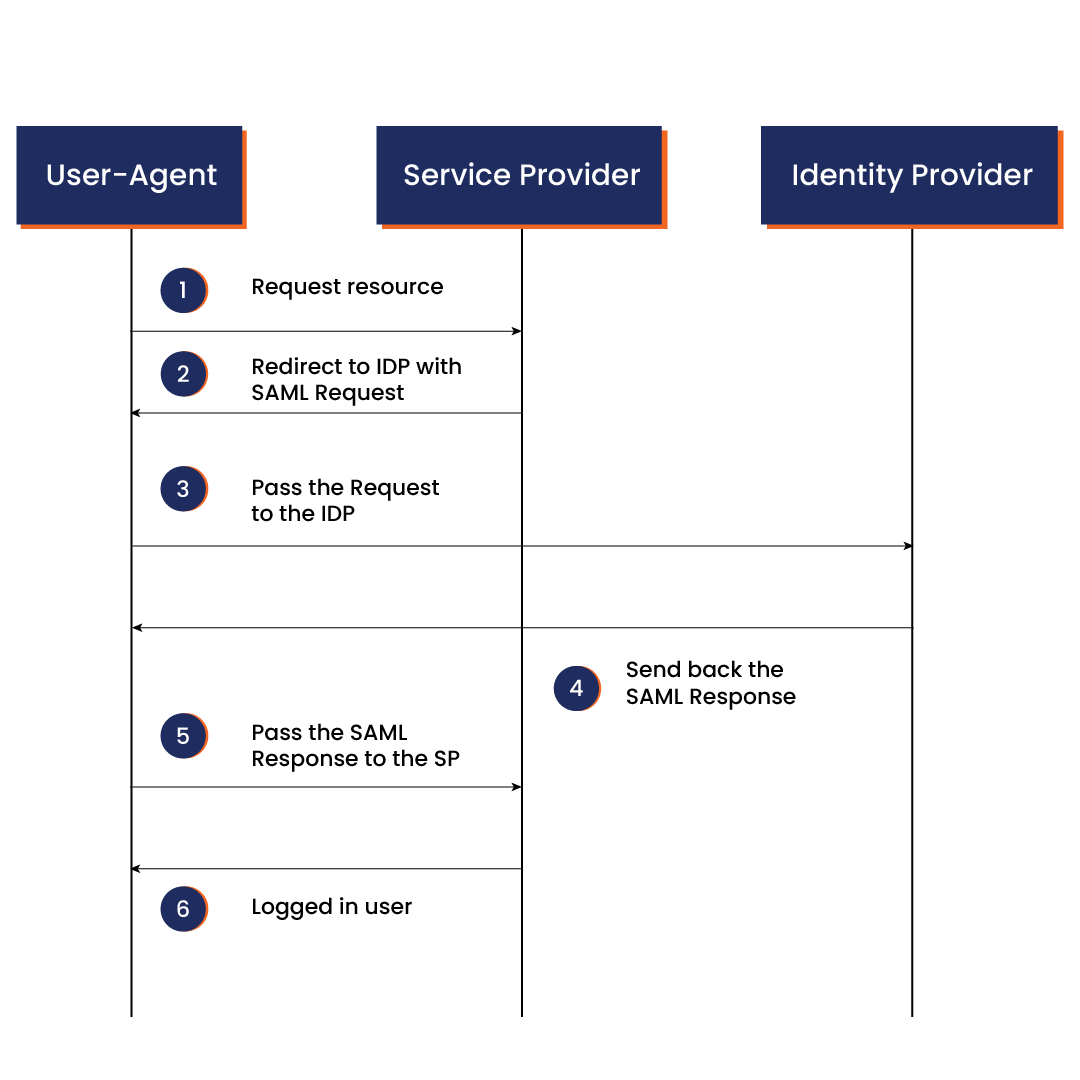 User-Agent
Service Provider
Identity Provider
1
Request resource
2
Redirect to IDP with
SAML Request
3
Pass the Request
to the IDP
4
Send back the
SAML Response
5
Pass the SAML
Response to the SP
6
Logged in user